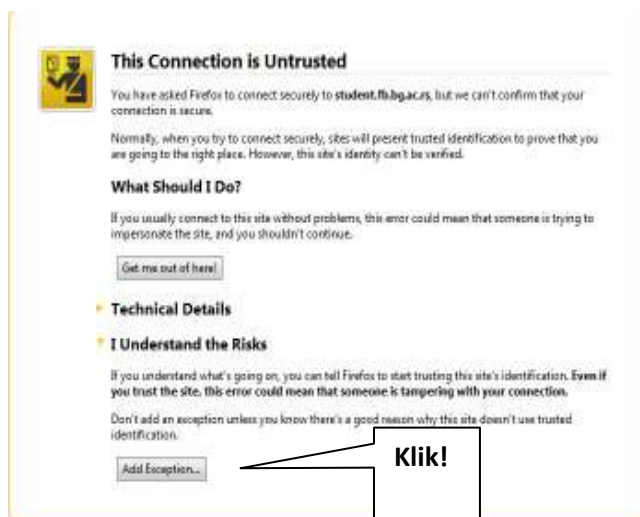 This Connection is Untrusted
You have asked Firefox to connect securely to student.fb.bg.ac.rs, but we can't confirm that your
connection is secure.
Normally, when you try to connect securely, sites will present trusted identification to prove that you
are going to the right place. However, this site's identity can't be verified.
What Should I Do?
If you usually connect to this site without problems, this error could mean that someone is trying to
impersonate the site, and you shouldn't continue.
Get me out of here!
Technical Details
I Understand the Risks
If you understand what's going on, you can tell Firefox to start trusting this site's identification. Even if
you trust the site, this error could mean that someone is tampering with your connection.
Don't add an exception unless you know there's a good reason why this site doesn't use trusted
identification.
Add Exception...
Klik!